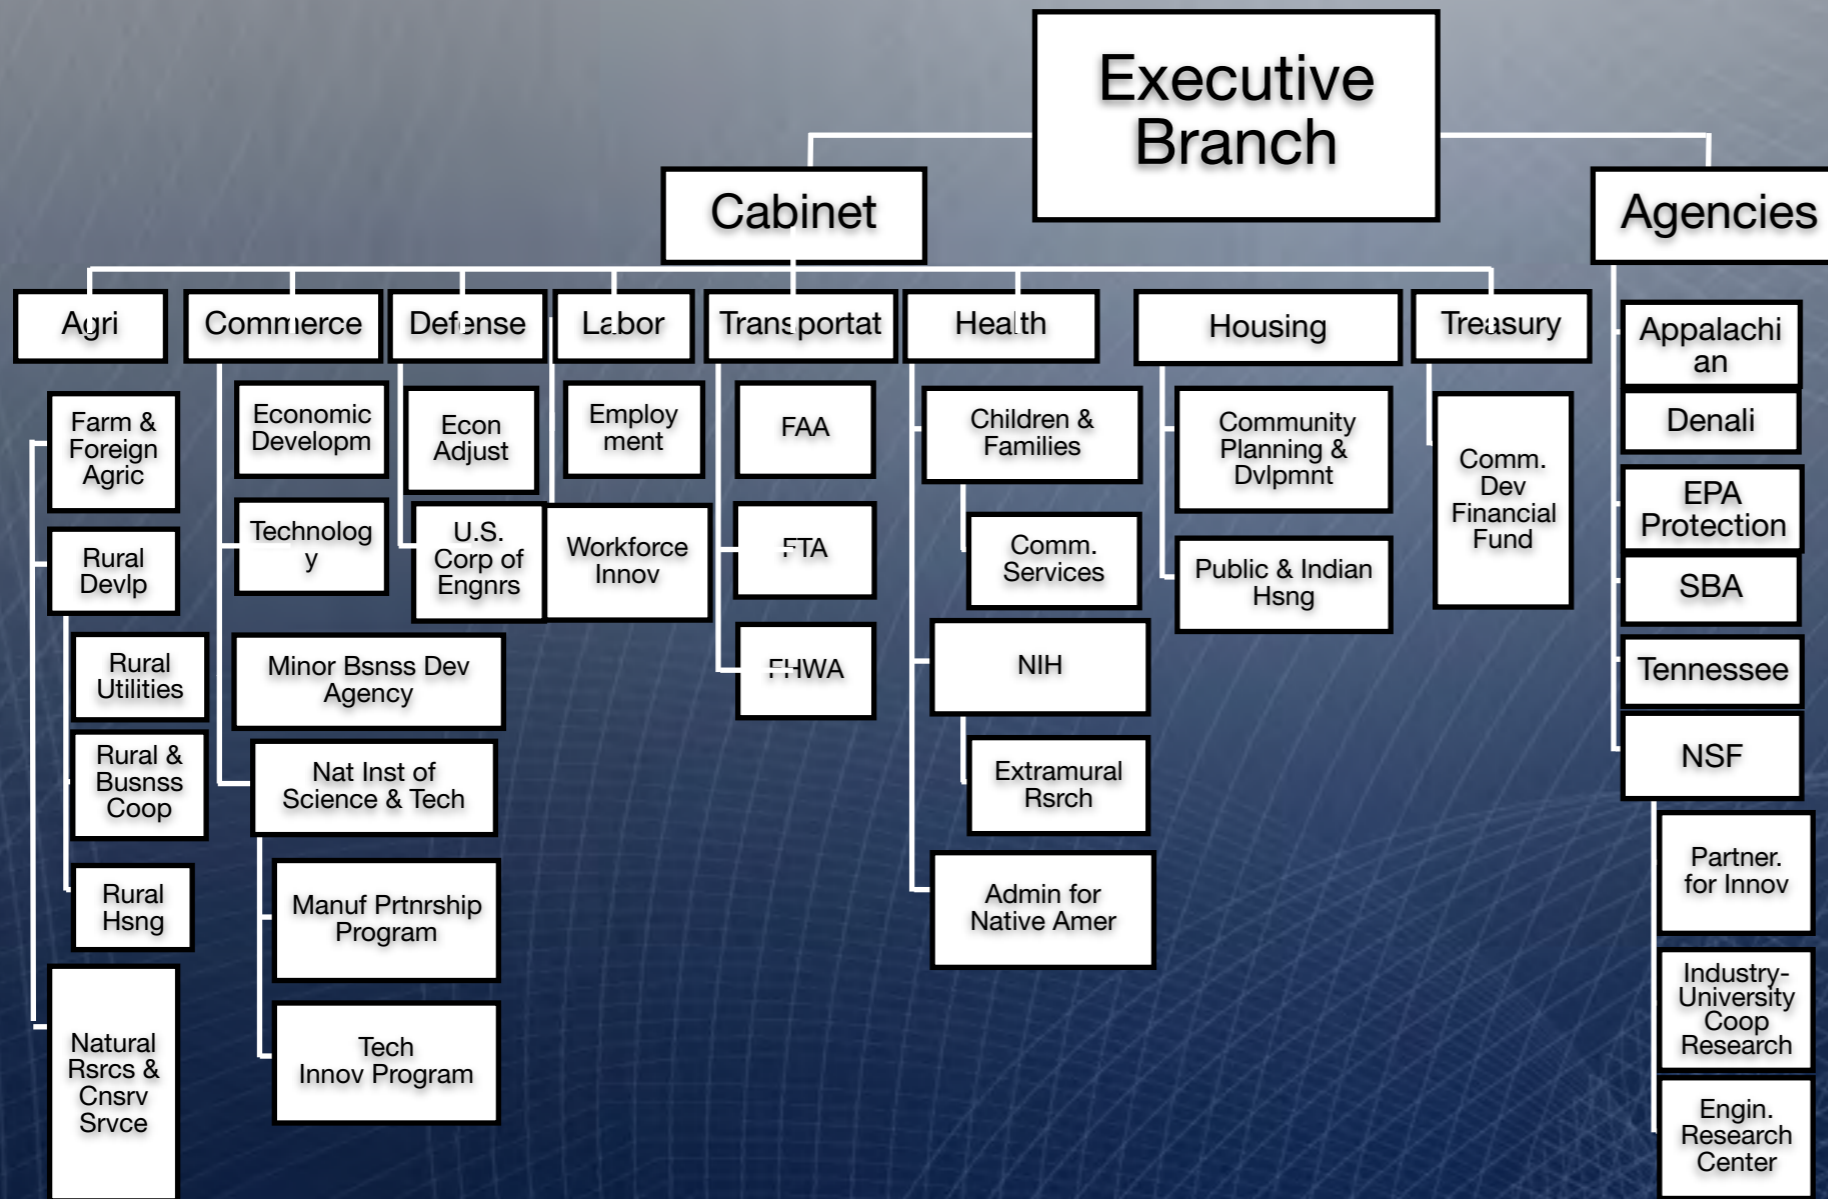 Executive
Branch
Cabinet
Agencies
Agri
Commerce
Defense
Labor
Transportat
Health
Housing
Treasury
Farm &
Foreign
Agric
Rural
Devlp
Rural
Utilities
Rural &
Busnss
Coop
Rural
Hsng
Natural
Rsrcs &
Cnsrv
Srvce
Economic
Developm
Technolog
y
Minor Bsnss Dev
Agency
Nat Inst of
Science & Tech
Manuf Prtnrship
Program
Tech
Innov Program
Econ
Adjust
U.S.
Corp of
Engnrs
Employ
ment
Workforce
Innov
FAA
FTA
FHWA
Children &
Families
Comm.
Services
NIH
Extramural
Rsrch
Admin for
Native Amer
Community
Planning &
Dvlpmnt
Public & Indian
Hsng
Comm.
Dev
Financial
Fund
Appalachi
an
Denali
EPA
Protection
SBA
Tennessee
NSF
Partner.
for Innov
Industry-
University
Coop
Research
Engin.
Research
Center